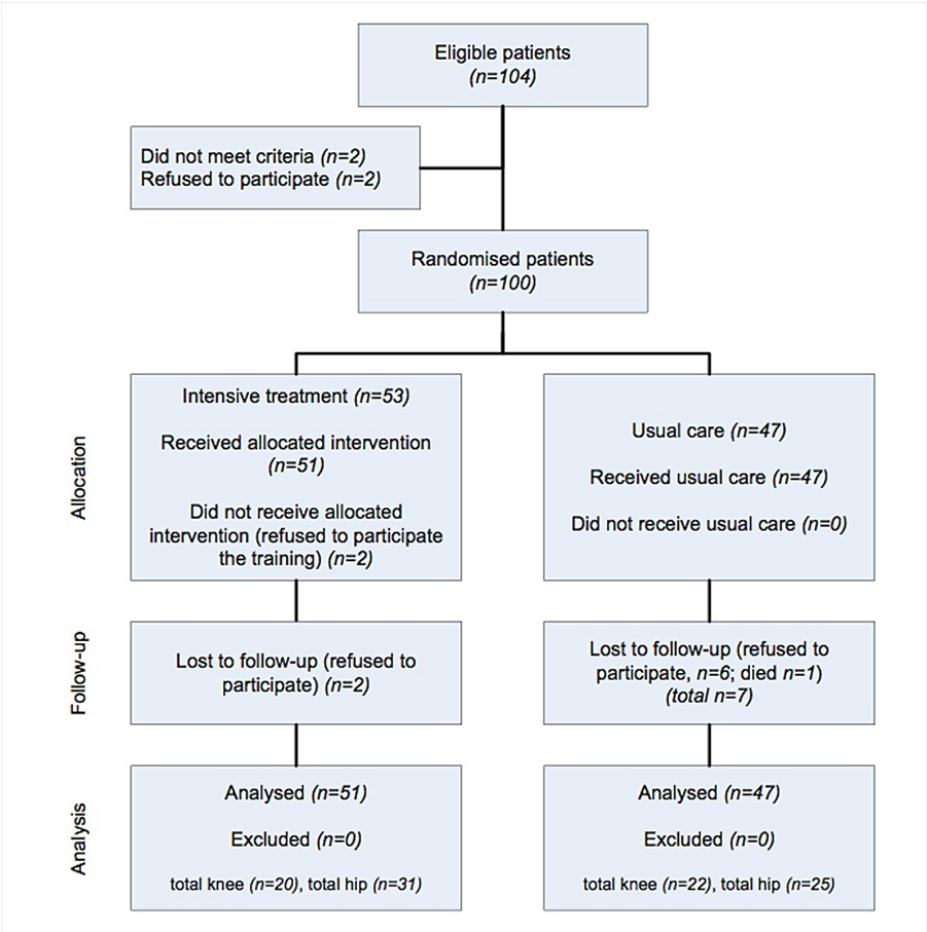 Eligible patients
(n=104)
Did not meet criteria (n=2)
Refused to participate (n=2)
Randomised patients
(n=100)
Allocation
Intensive treatment (n=53)
Received allocated intervention
(n=51)
Did not receive allocated
intervention (refused to participate
the training) (n=2)
Usual care (n=47)
Received usual care (n=47)
Did not receive usual care (n=0)
Follow-up
Lost to follow-up (refused to
participate) (n=2)
Lost to follow-up (refused to
participate, n=6; died n=1)
(total n=7)
Analysis
Analysed (n=51)
Excluded (n=0)
total knee (n=20), total hip (n=31)
Analysed (n=47)
Excluded (n=0)
total knee (n=22), total hip (n=25)